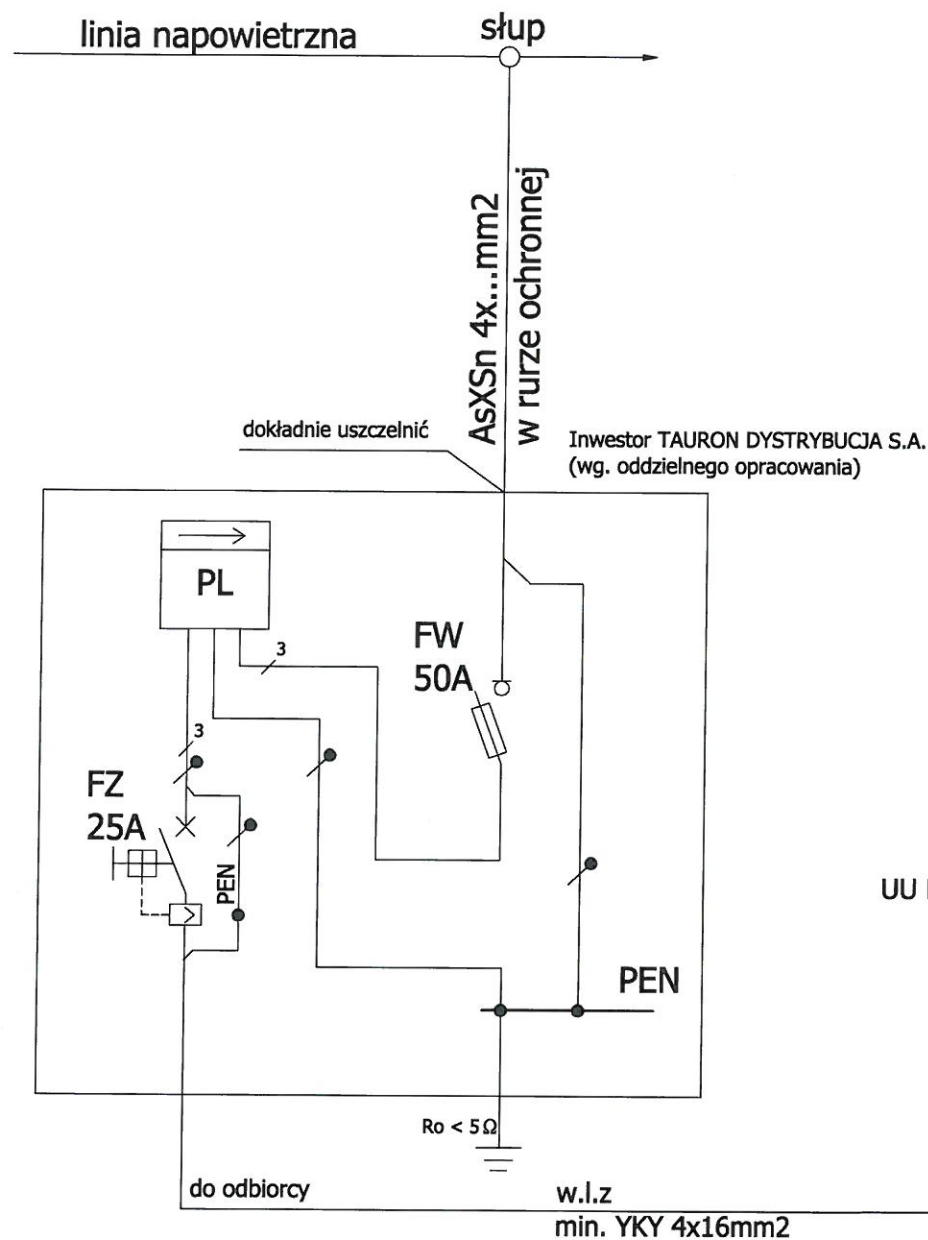 linia napowietrzna
słup
AsXSn 4x...mm2
w rurze ochronnej
dokładnie uszczelnić
Inwestor TAURON DYSTRYBUCJA S.A.
(wg. oddzielnego opracowania)
PL
3
FW
50A
3
FZ
25A
PEN
UU
PEN
Ro < 5Ω
do odbiorcy
w.l.z
min. YKY 4x16mm2